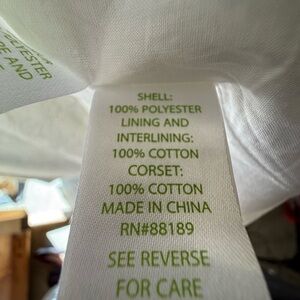 POLYESTER
SHELL:
100% POLYESTER
LINING AND
INTERLINING:
100% COTTON
CORSET:
100% COTTON
MADE IN CHINA
RN#88189
SEE REVERSE
FOR CARE